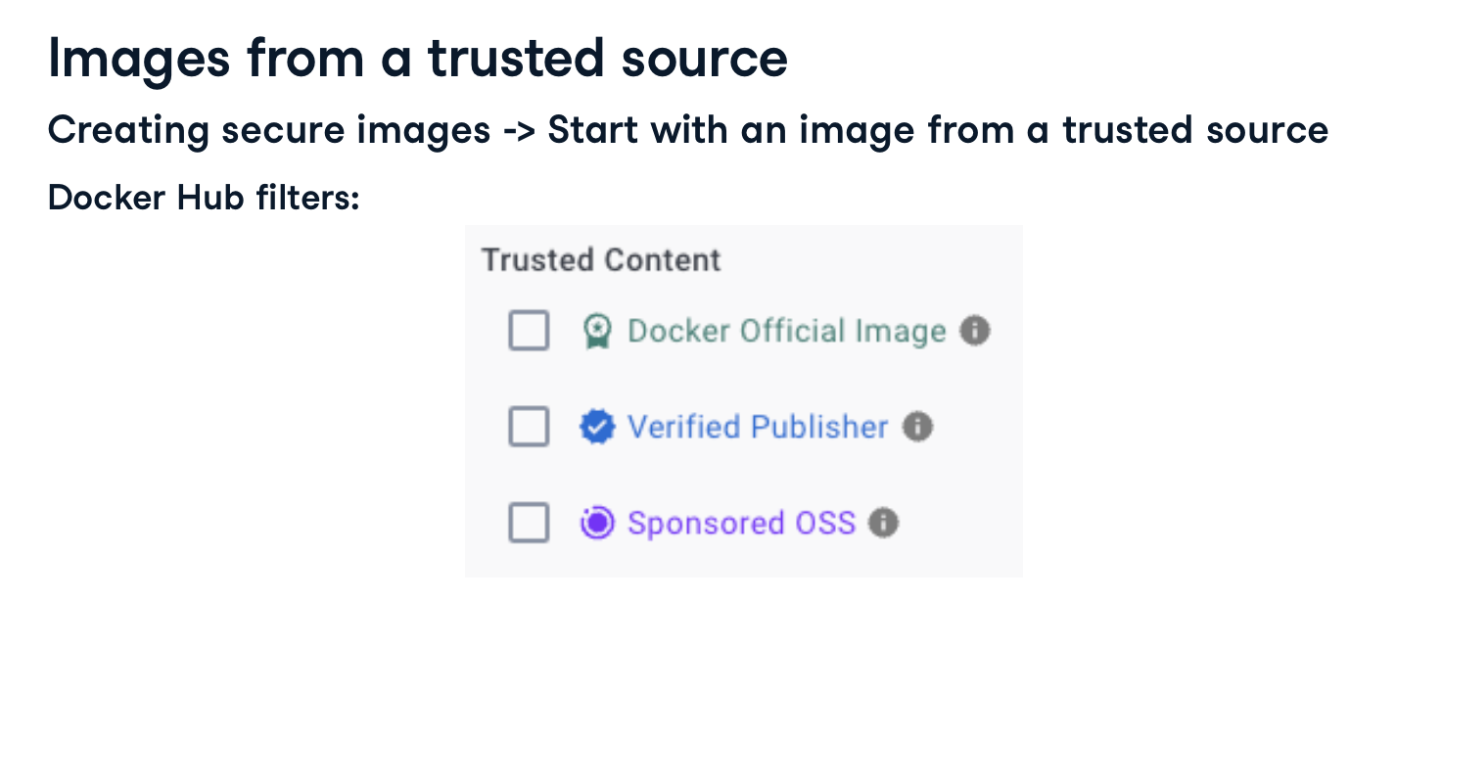 Images from a trusted source
Creating secure images -> Start with an image from a trusted source
Docker Hub filters:
Trusted Content
Docker Official Image
Verified Publisher
Sponsored OSS